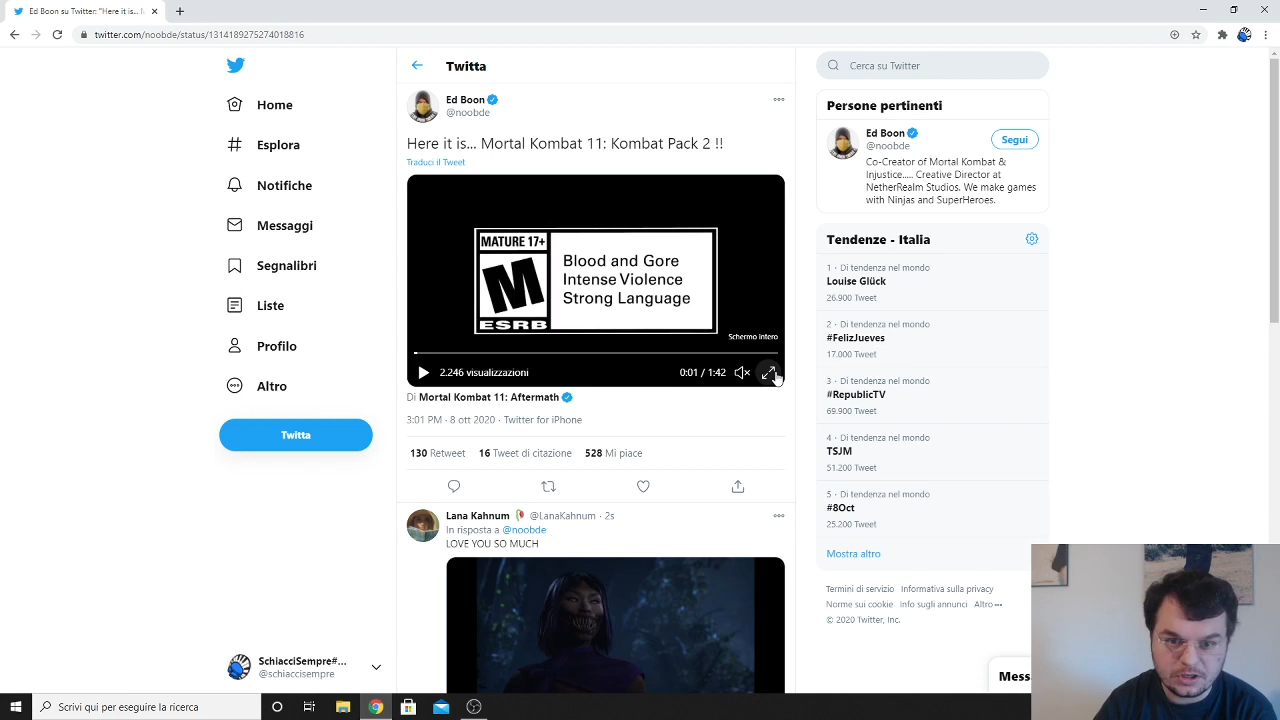 Ed Boon su Twitter: "Here it is... M
twitter.com/noobde/status/1314189275274018816
Home
Esplora
Notifiche
Messaggi
Segnalibri
Liste
Profilo
Altro
Twitta
SchiacciSempre#...
@schiaccisempre
Twitta
Ed Boon
@noobde
Here it is... Mortal Kombat 11: Kombat Pack 2 !!
Traduci il Tweet
MATURE 17+
M
ESRB
Blood and Gore
Intense Violence
Strong Language
Schermo intero
2.246 visualizzazioni
0:01 / 1:42
Di Mortal Kombat 11: Aftermath
3:01 PM · 8 ott 2020 · Twitter for iPhone
130 Retweet 16 Tweet di citazione 528 Mi piace
Lana Kahnum @LanaKahnum · 2s
In risposta a @noobde
LOVE YOU SO MUCH
Cerca su Twitter
Persone pertinenti
Ed Boon
@noobde
Segui
Co-Creator of Mortal Kombat &
Injustice..... Creative Director at
NetherRealm Studios. We make games
with Ninjas and SuperHeroes.
Tendenze - Italia
1 · Di tendenza nel mondo
Louise Glück
26.900 Tweet
2 · Di tendenza nel mondo
#FelizJueves
17.000 Tweet
3 · Di tendenza nel mondo
#RepublicTV
69.900 Tweet
4 · Di tendenza nel mondo
TSJM
51.200 Tweet
5 · Di tendenza nel mondo
#8Oct
25.200 Tweet
Mostra altro
Termini di servizio Informativa sulla privacy
Norme sui cookie Info sugli annunci Altro
© 2020 Twitter, Inc.
Mess
Scrivi qui per eseguire la ricerca